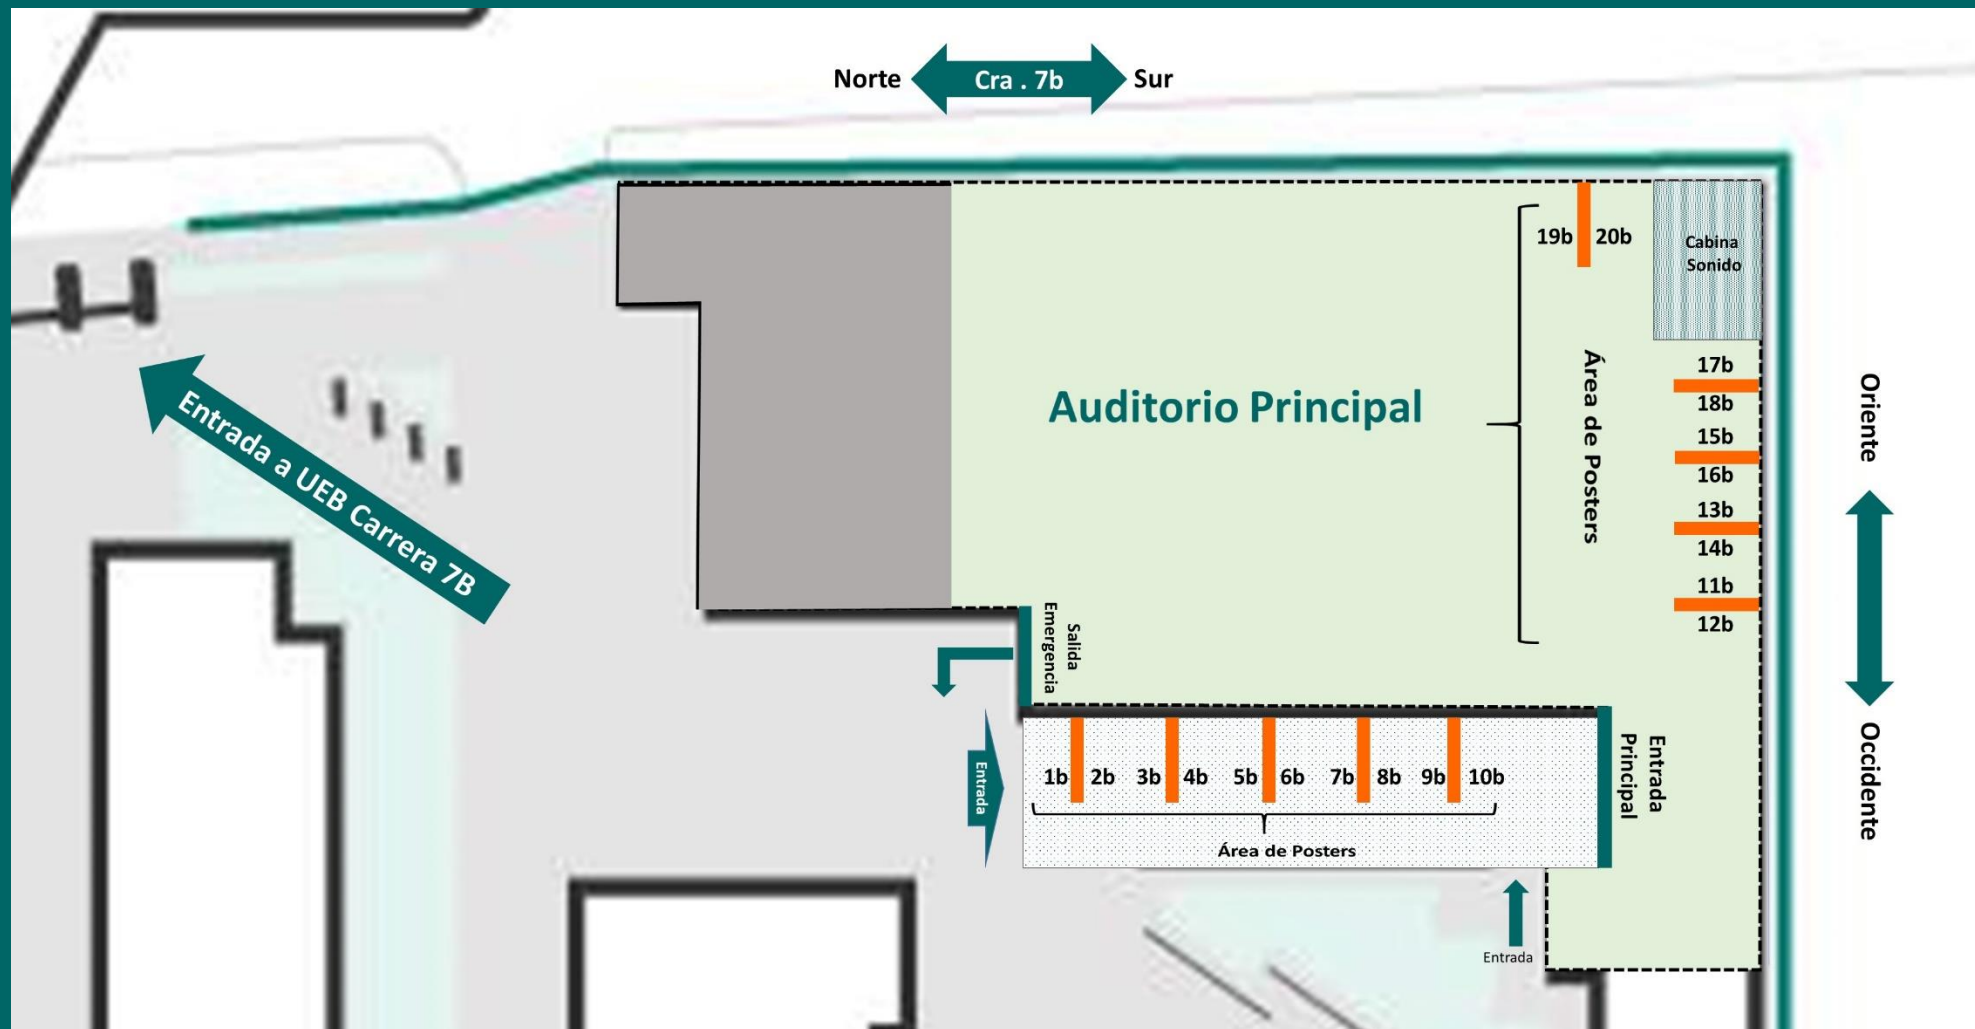 Norte
Cra . 7b
Sur
19b
20b
Cabina
Sonido
17b
18b
15b
16b
13b
14b
11b
12b
Área de Posters
Auditorio Principal
Entrada a UEB Carrera 7B
Oriente
Occidente
Salida
Emergencia
Entrada
1b
2b
3b
4b
5b
6b
7b
8b
9b
10b
Área de Posters
Entrada
Principal
Entrada